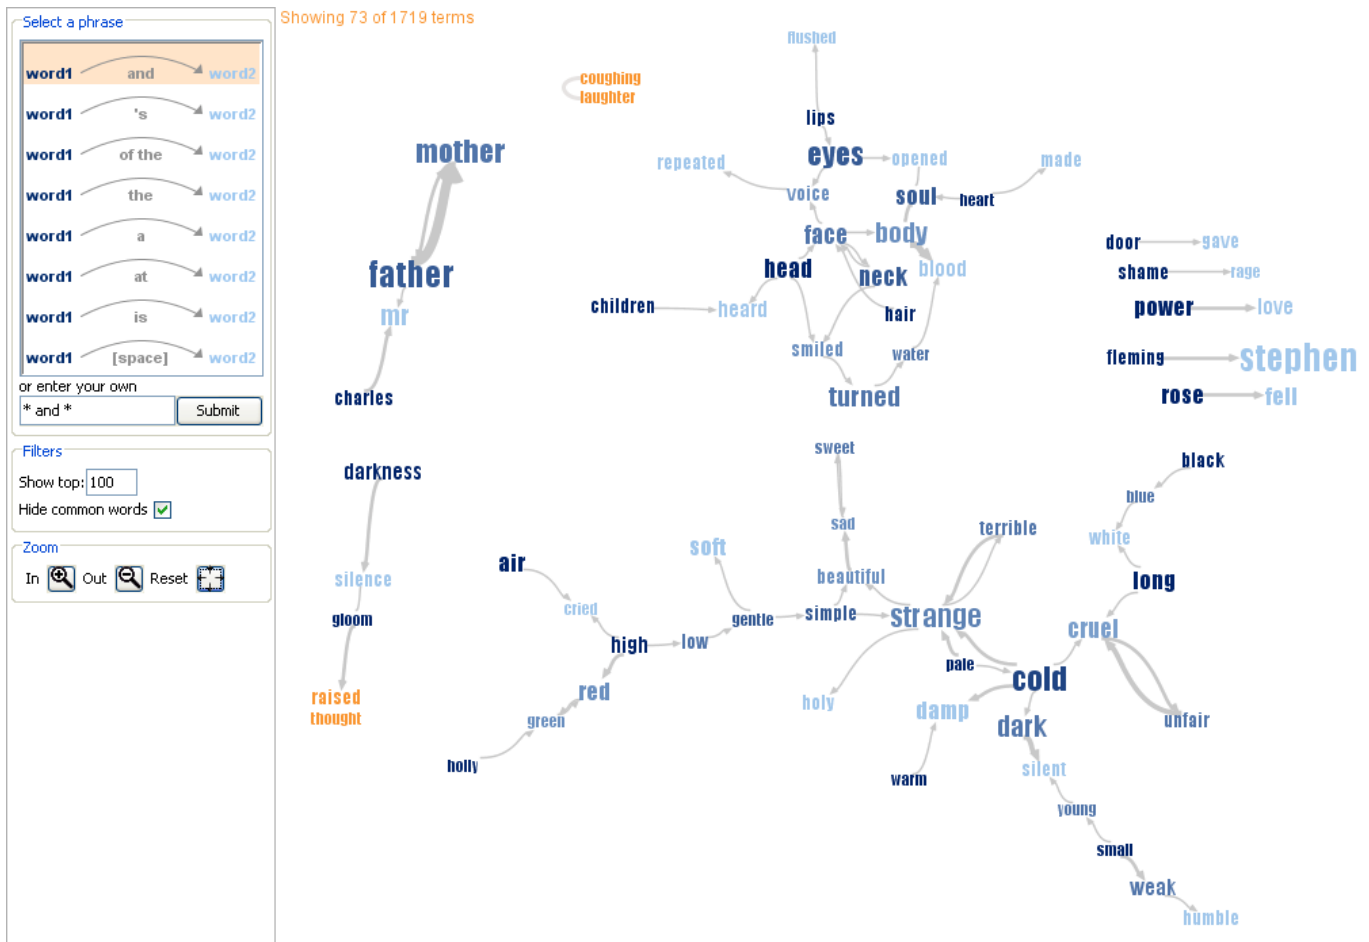 Select a phrase
word1 and word2
word1 's word2
word1 of the word2
word1 the word2
word1 a word2
word1 at word2
word1 is word2
word1 [space] word2
or enter your own
* and * Submit
Filters
Show top: 100
Hide common words
Zoom
In Out Reset
Showing 73 of 1719 terms
flushed
coughing
laughter
lips
mother
eyes
opened
repeated
made
voice
soul
heart
face
body
door gave
father
head
neck
blood
shame rage
children
heard
hair
power love
mr
smiled
water
fleming stephen
charles
turned
rose fell
darkness
sweet
black
blue
sad
terrible
white
soft
air
silence
beautiful
long
cried
gloom
gentle
simple
strange
cruel
high
low
pale
cold
raised
red
holy
damp
thought
green
dark
unfair
holly
warm
silent
young
small
weak
humble